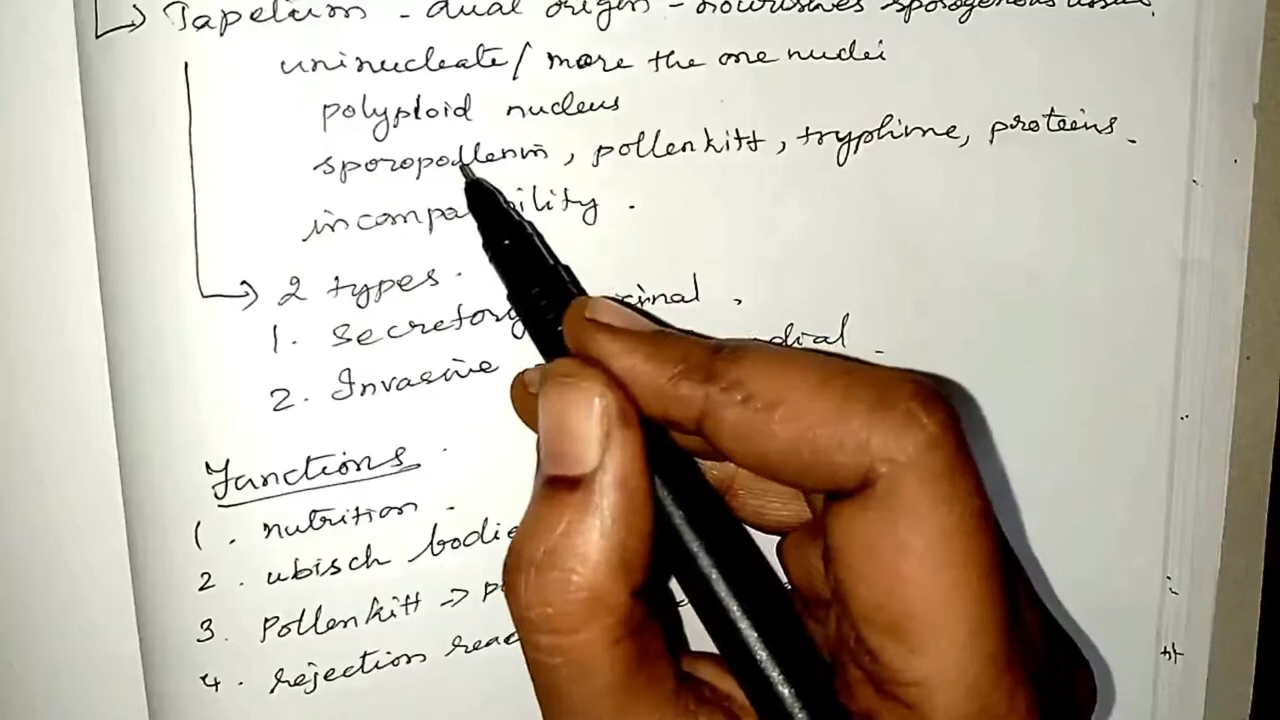 Tapetum - dual origin - nourishes sporogenous tissue.
uninucleate / more the one nuclei
polyploid nucleus
sporopollenin, pollenkitt, tryphine, proteins.
incompatibility.
2 types.
1. Secretory
2. Invasive
Functions
1. nutrition.
2. ubisch bodie
3. Pollenkitt ->
4. rejection reac